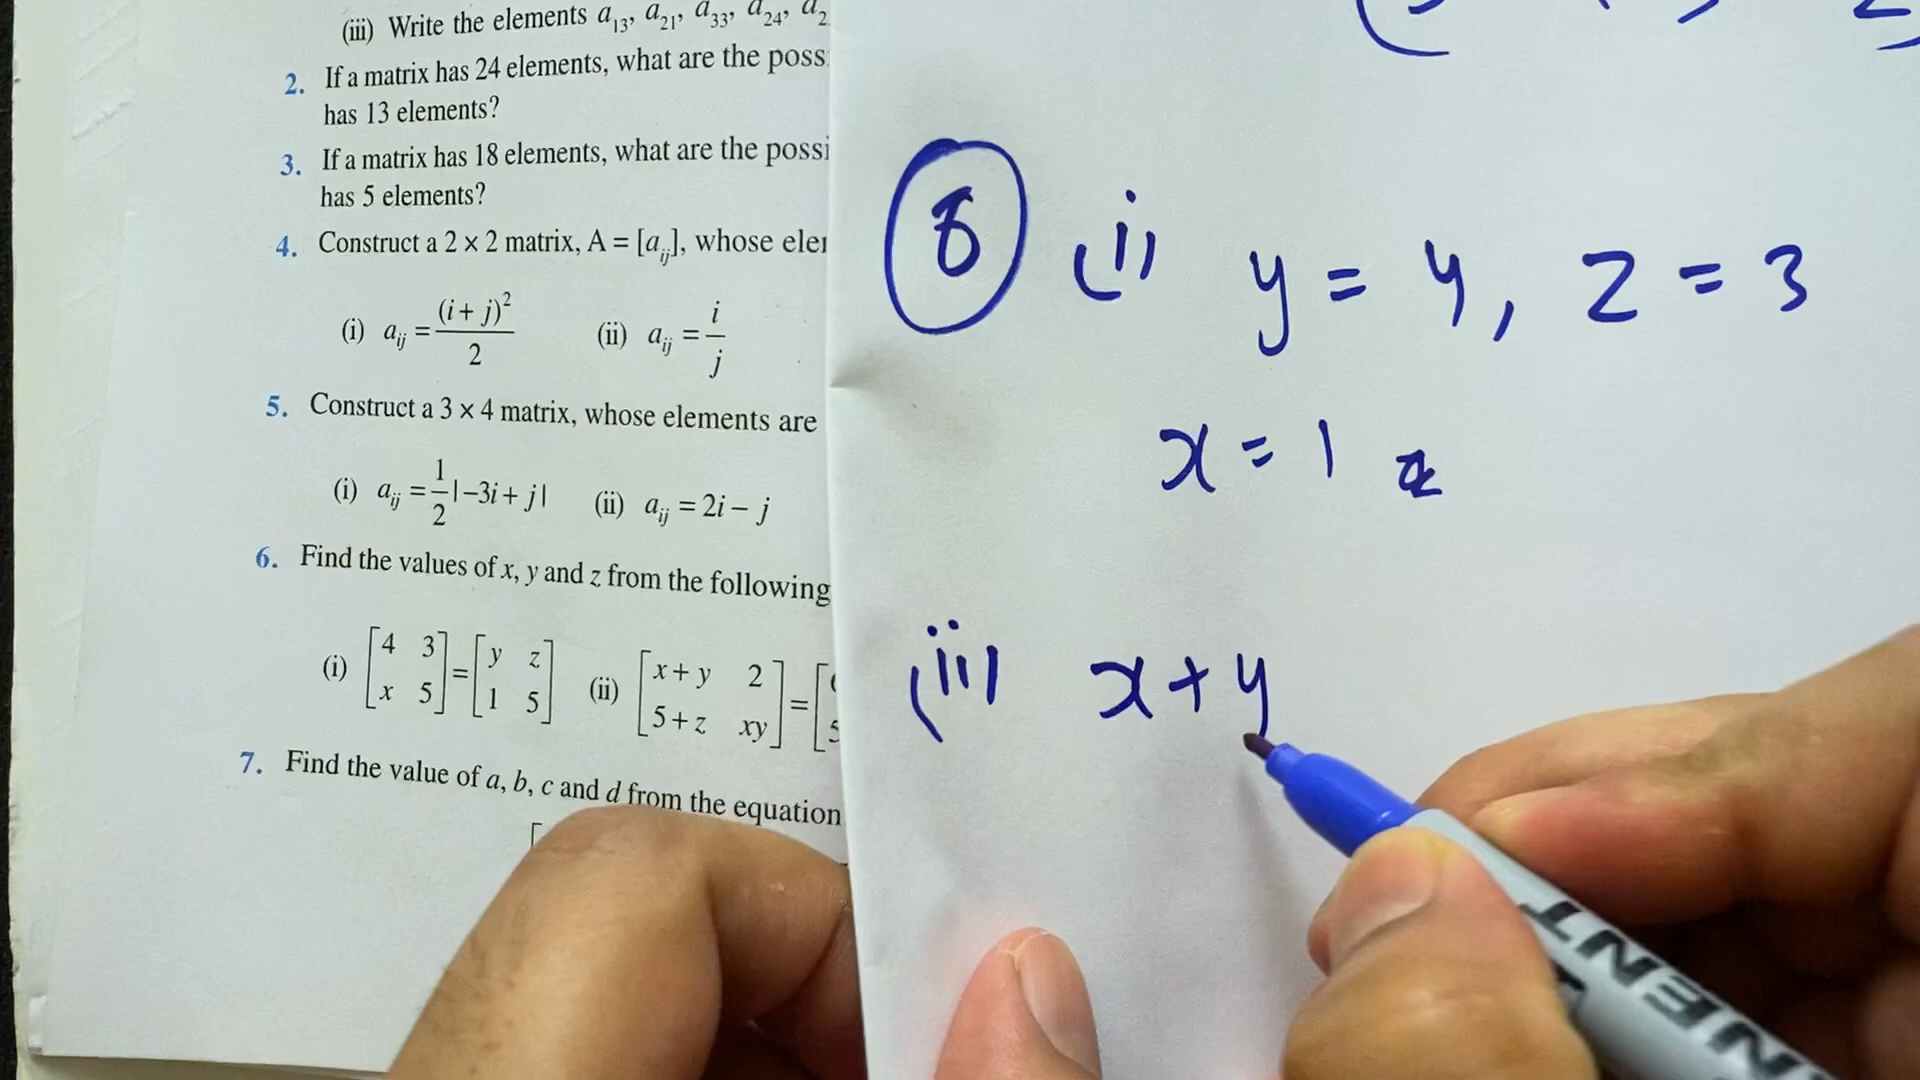 (iii) Write the elements a₁₃, a₂₁, a₃₃, a₂₄, a₂
2. If a matrix has 24 elements, what are the poss
has 13 elements?
3. If a matrix has 18 elements, what are the possi
has 5 elements?
4. Construct a 2 × 2 matrix, A = [aᵢⱼ], whose eler
(i) aᵢⱼ = (i + j)²/2 (ii) aᵢⱼ = i/j
5. Construct a 3 × 4 matrix, whose elements are
(i) aᵢⱼ = 1/2 |−3i + j| (ii) aᵢⱼ = 2i − j
6. Find the values of x, y and z from the following
(i) [4 3; x 5] = [y z; 1 5] (ii) [x + y 2; 5 + z xy] = [
7. Find the value of a, b, c and d from the equation
6 (i) y = 4, z = 3
x = 1
(ii) x + y
NENT